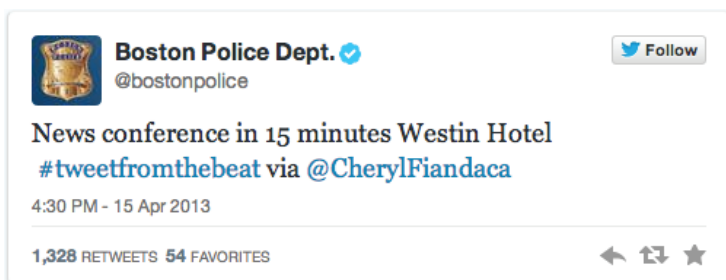 Boston Police Dept.
Follow
@bostonpolice
News conference in 15 minutes Westin Hotel
#tweetfromthebeat via @CherylFiandaca
4:30 PM - 15 Apr 2013
1,328 RETWEETS 54 FAVORITES